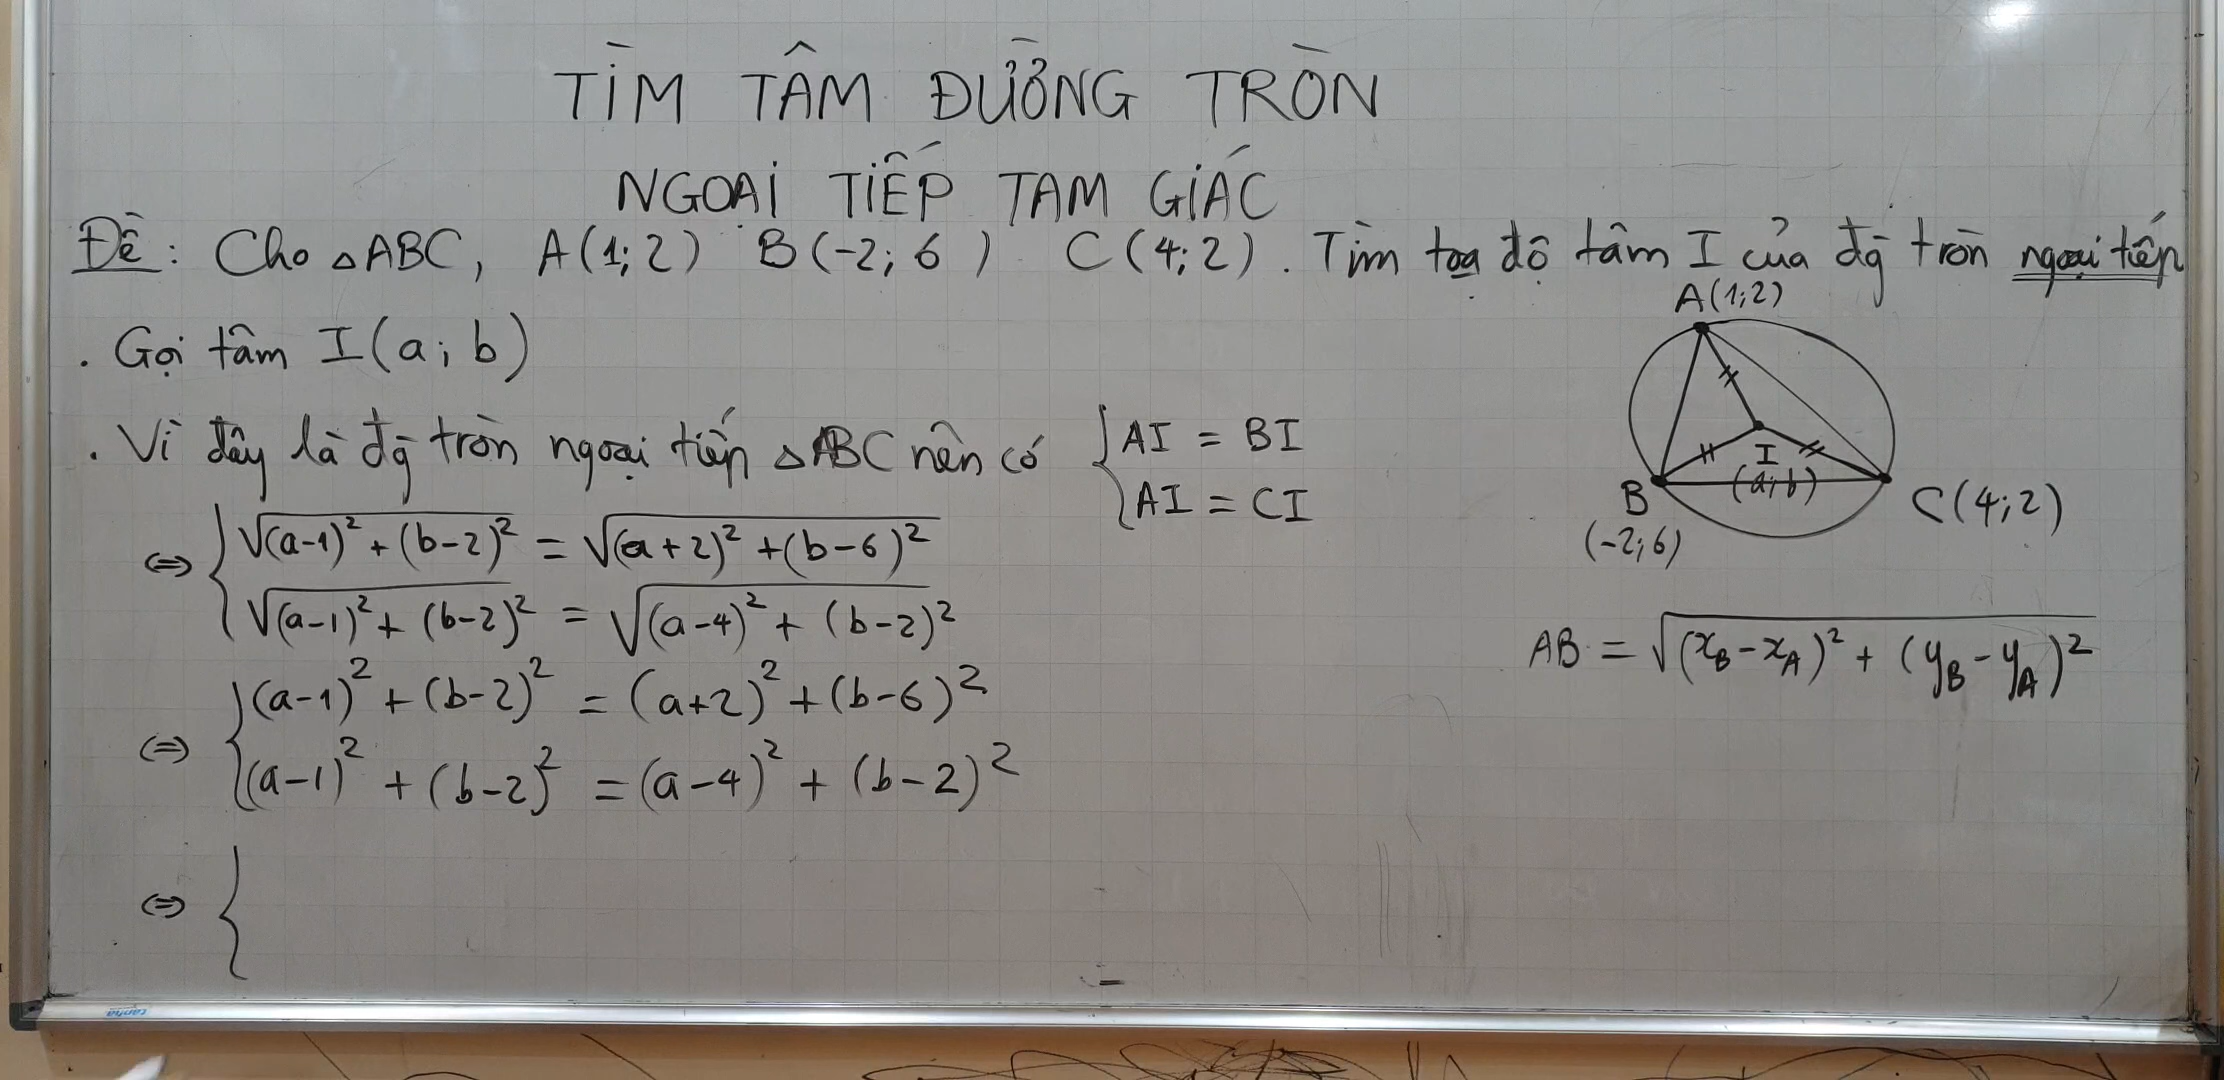 TÌM TÂM ĐƯỜNG TRÒN
NGOẠI TIẾP TAM GIÁC
Đề: Cho △ABC, A(1;2) B(-2;6) C(4;2). Tìm toạ độ tâm I của đg tròn ngoại tiếp
. Gọi tâm I(a;b)
. Vì đây là đg tròn ngoại tiếp △ABC nên có { AI = BI
AI = CI
⇔ { √(a-1)² + (b-2)² = √(a+2)² + (b-6)²
√(a-1)² + (b-2)² = √(a-4)² + (b-2)²
⇔ { (a-1)² + (b-2)² = (a+2)² + (b-6)²
(a-1)² + (b-2)² = (a-4)² + (b-2)²
⇔ {
A(1;2)
I
(a;b)
B
(-2;6)
C(4;2)
AB = √(x_B - x_A)² + (y_B - y_A)²